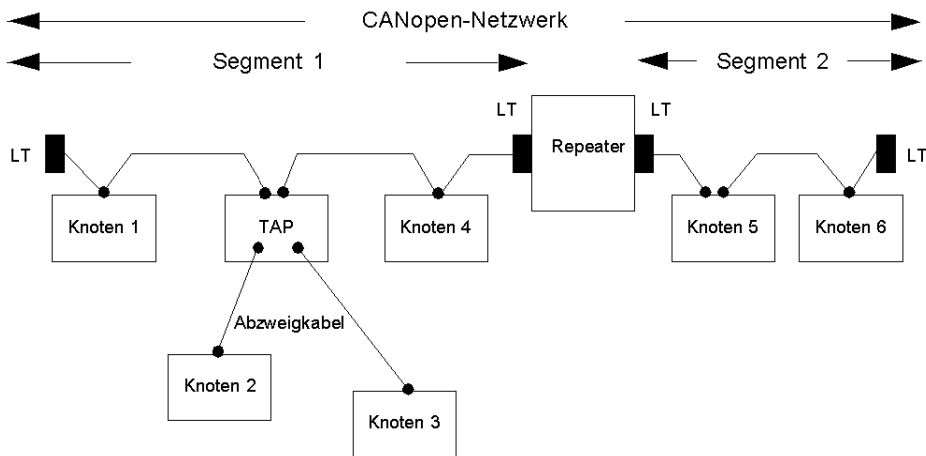 CANopen-Netzwerk
Segment 1
Segment 2
LT
LT
Repeater
LT
LT
Knoten 1
TAP
Knoten 4
Knoten 5
Knoten 6
Abzweigkabel
Knoten 2
Knoten 3